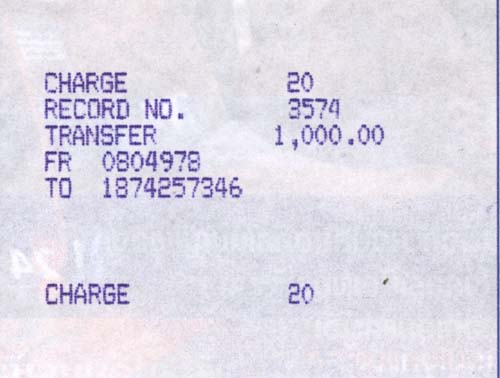 CHARGE 20
RECORD NO. 3574
TRANSFER 1,000.00
FR 0804978
TO 1874257346
CHARGE 20